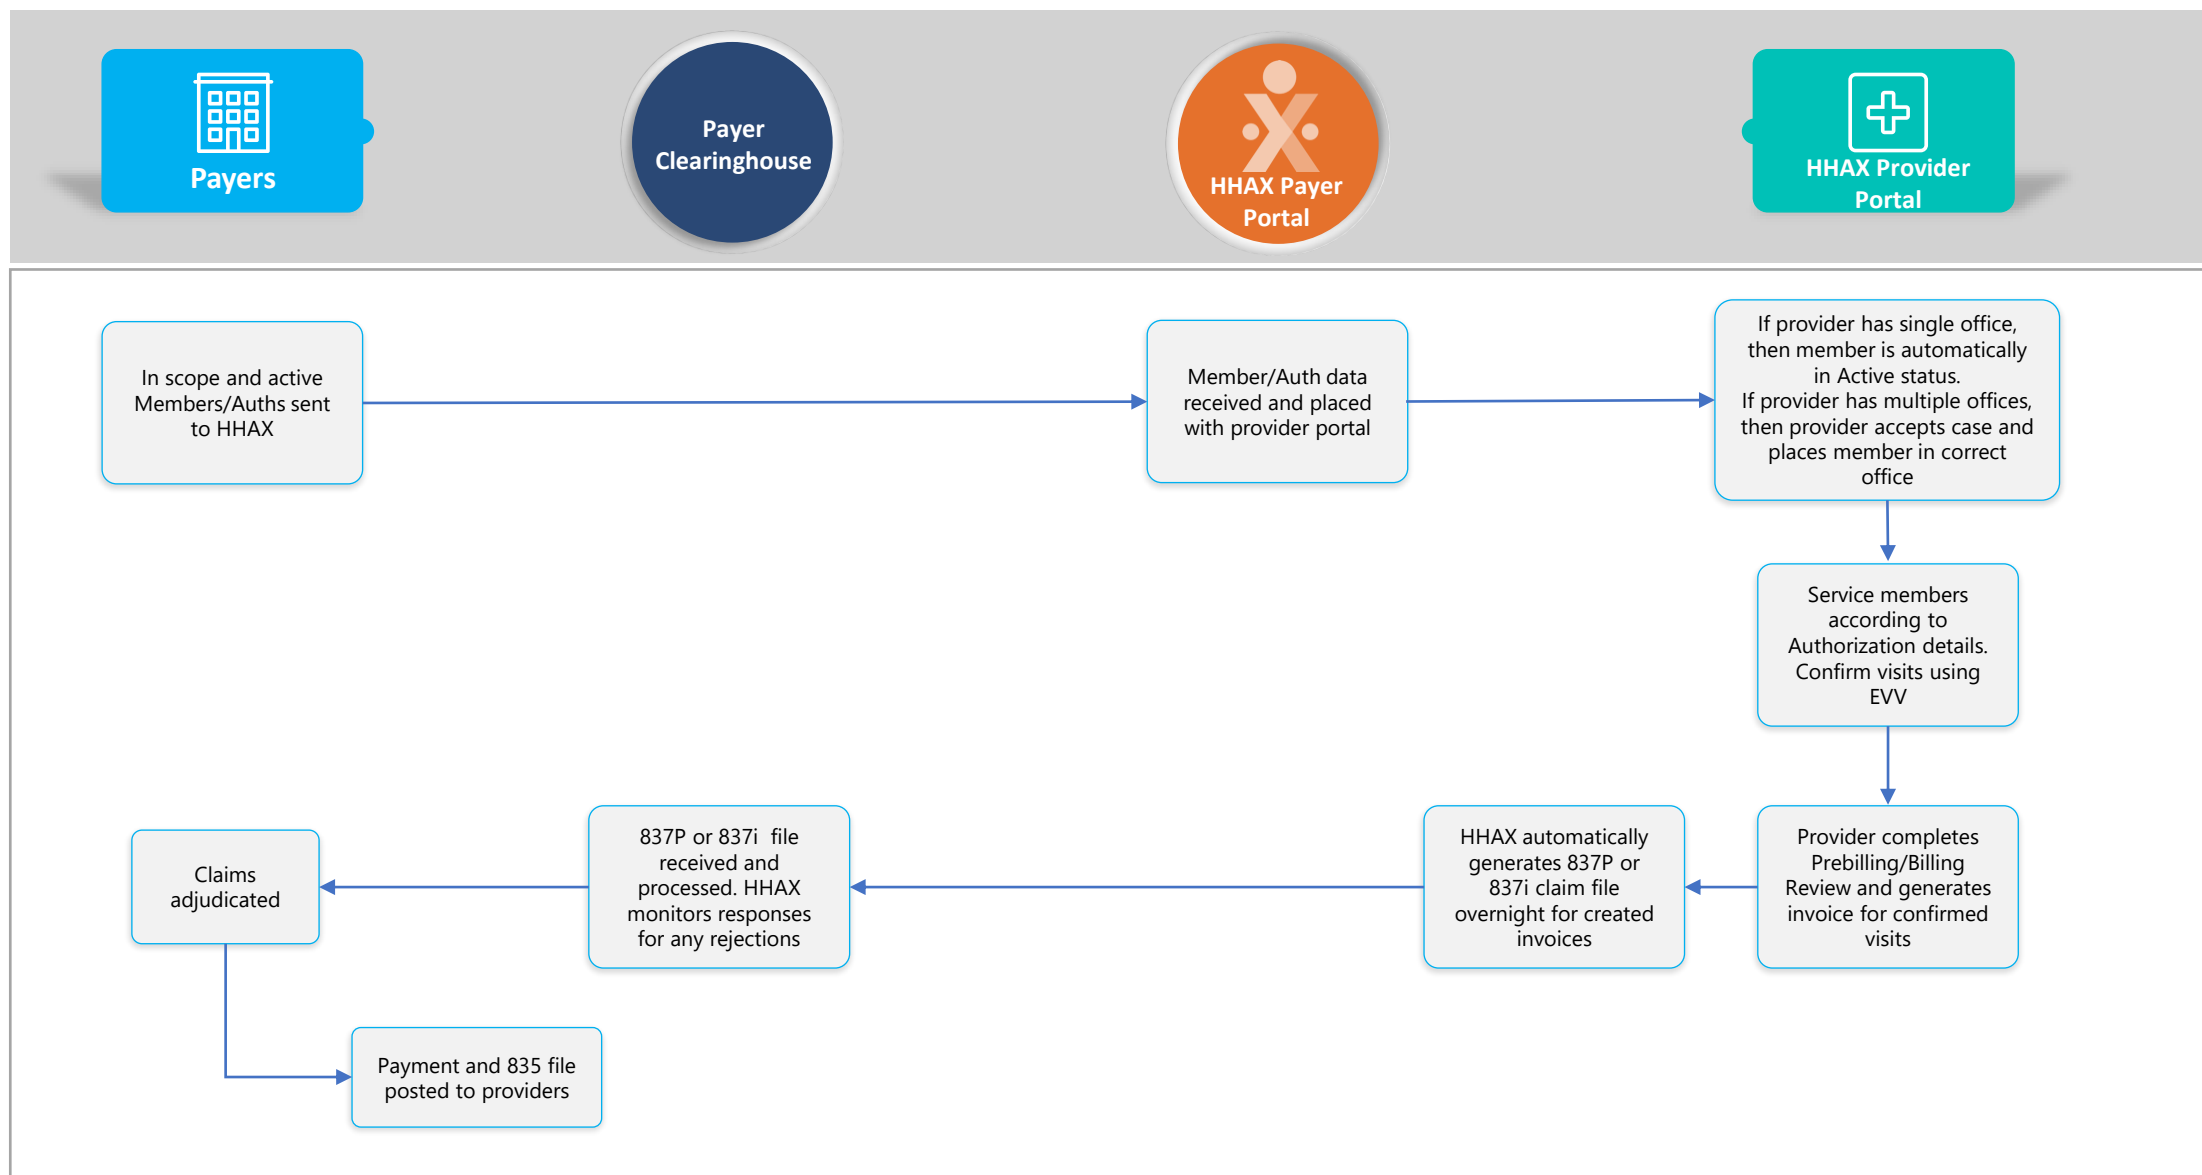 Payers
Payer
Clearinghouse
HHAX Payer
Portal
HHAX Provider
Portal
In scope and active
Members/Auths sent
to HHAX
Member/Auth data
received and placed
with provider portal
If provider has single office,
then member is automatically
in Active status.
If provider has multiple offices,
then provider accepts case and
places member in correct
office
Service members
according to
Authorization details.
Confirm visits using
EVV
Provider completes
Prebilling/Billing
Review and generates
invoice for confirmed
visits
HHAX automatically
generates 837P or
837i claim file
overnight for created
invoices
837P or 837i file
received and
processed. HHAX
monitors responses
for any rejections
Claims
adjudicated
Payment and 835 file
posted to providers